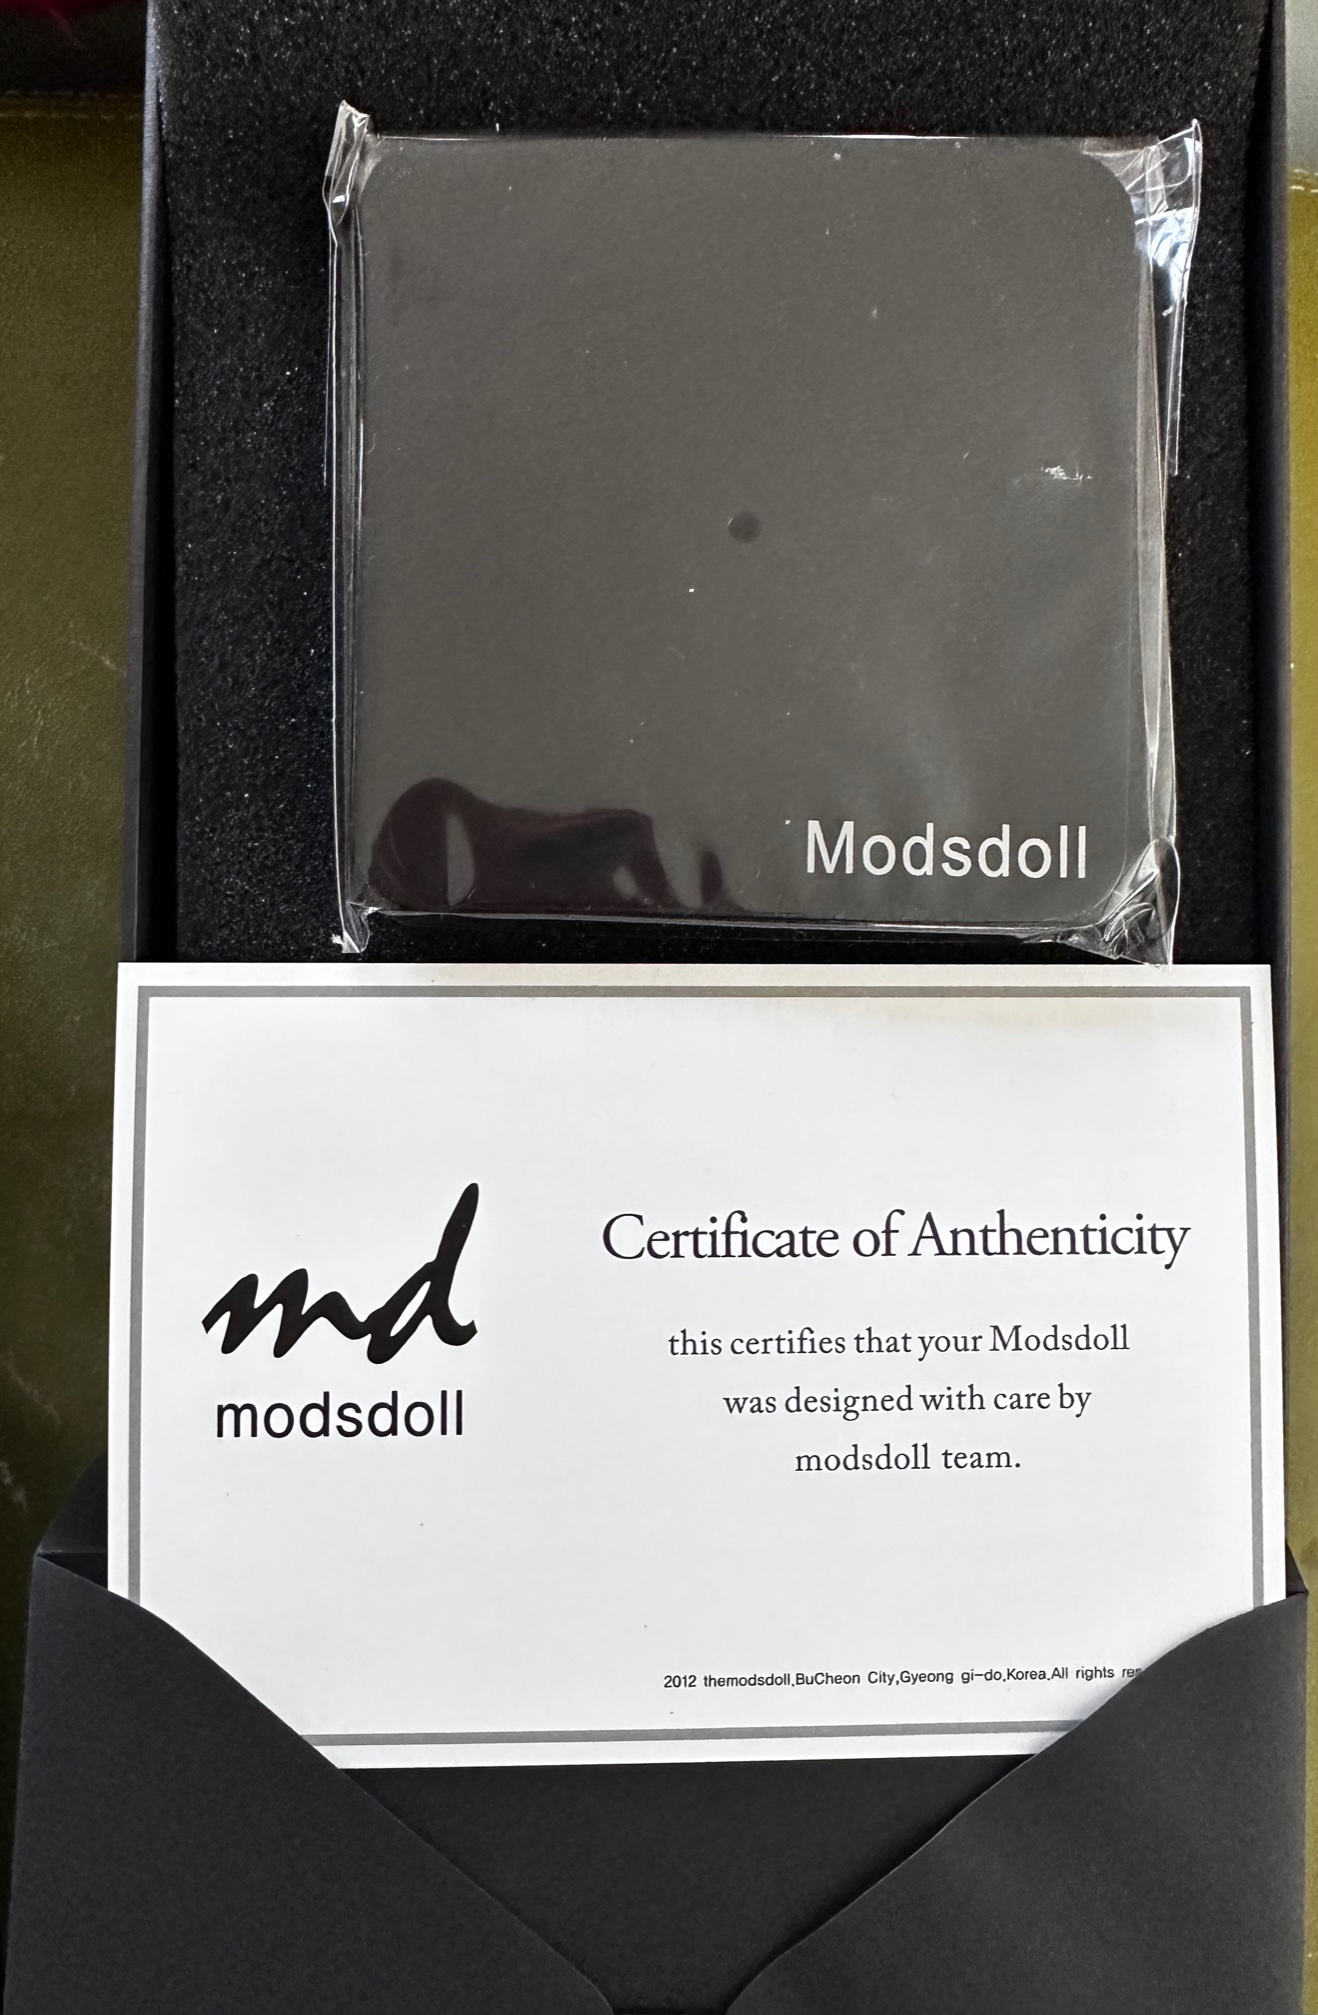 Modsdoll
md
modsdoll
Certificate of Anthenticity
this certifies that your Modsdoll
was designed with care by
modsdoll team.
2012 themodsdoll,BuCheon City,Gyeong gi-do,Korea.All rights